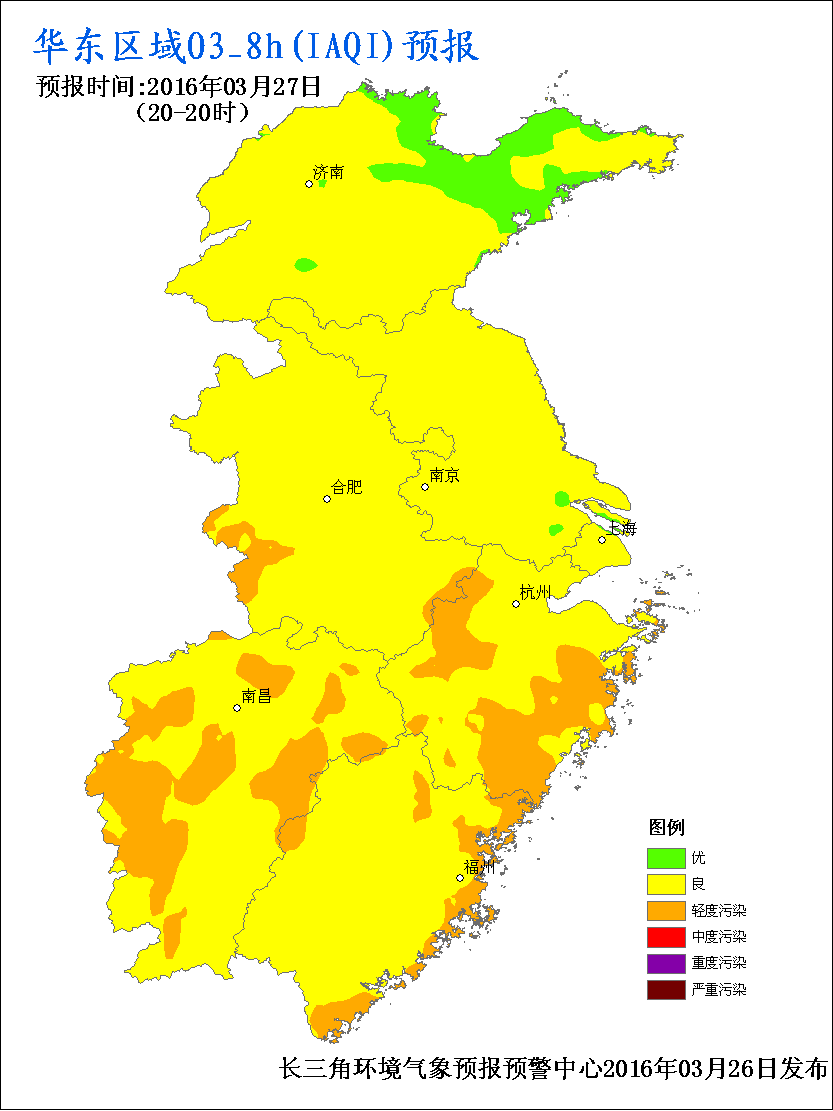 华东区域O3_8h(IAQI)预报
预报时间:2016年03月27日
(20-20时)
济南
南京
合肥
上海
杭州
南昌
福州
图例
优
良
轻度污染
中度污染
重度污染
严重污染
长三角环境气象预报预警中心2016年03月26日发布